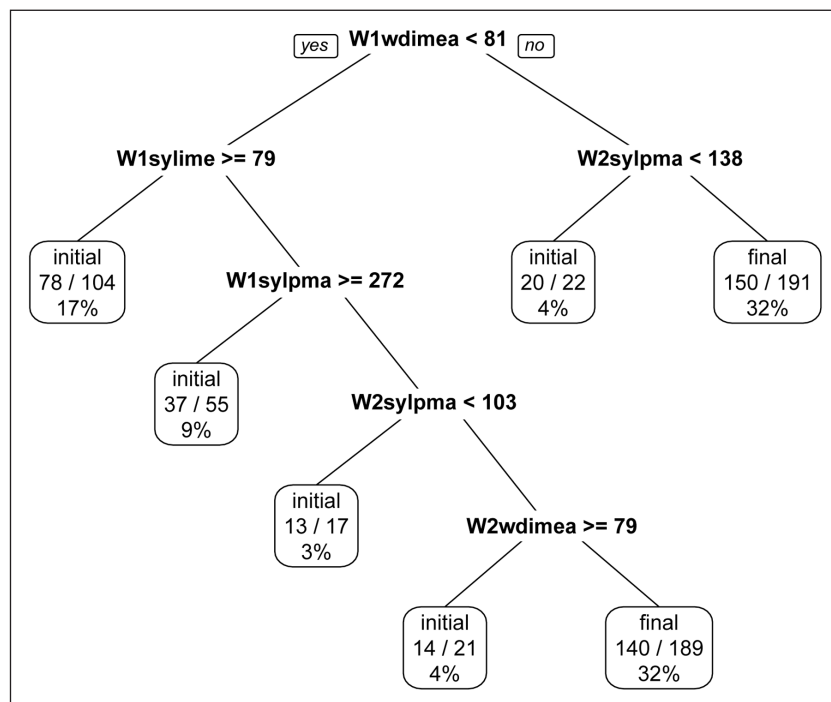 yes W1wdimea < 81 no
W1sylime >= 79 W2sylpma < 138
initial
78 / 104
17%
W1sylpma >= 272
initial
20 / 22
4%
final
150 / 191
32%
initial
37 / 55
9%
W2sylpma < 103
initial
13 / 17
3%
W2wdimea >= 79
initial
14 / 21
4%
final
140 / 189
32%